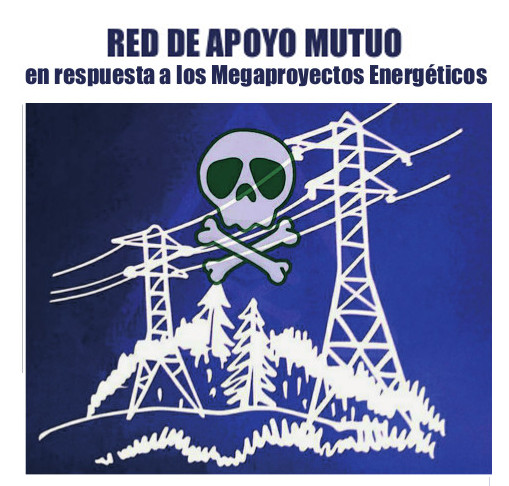 RED DE APOYO MUTUO
en respuesta a los Megaproyectos Energéticos